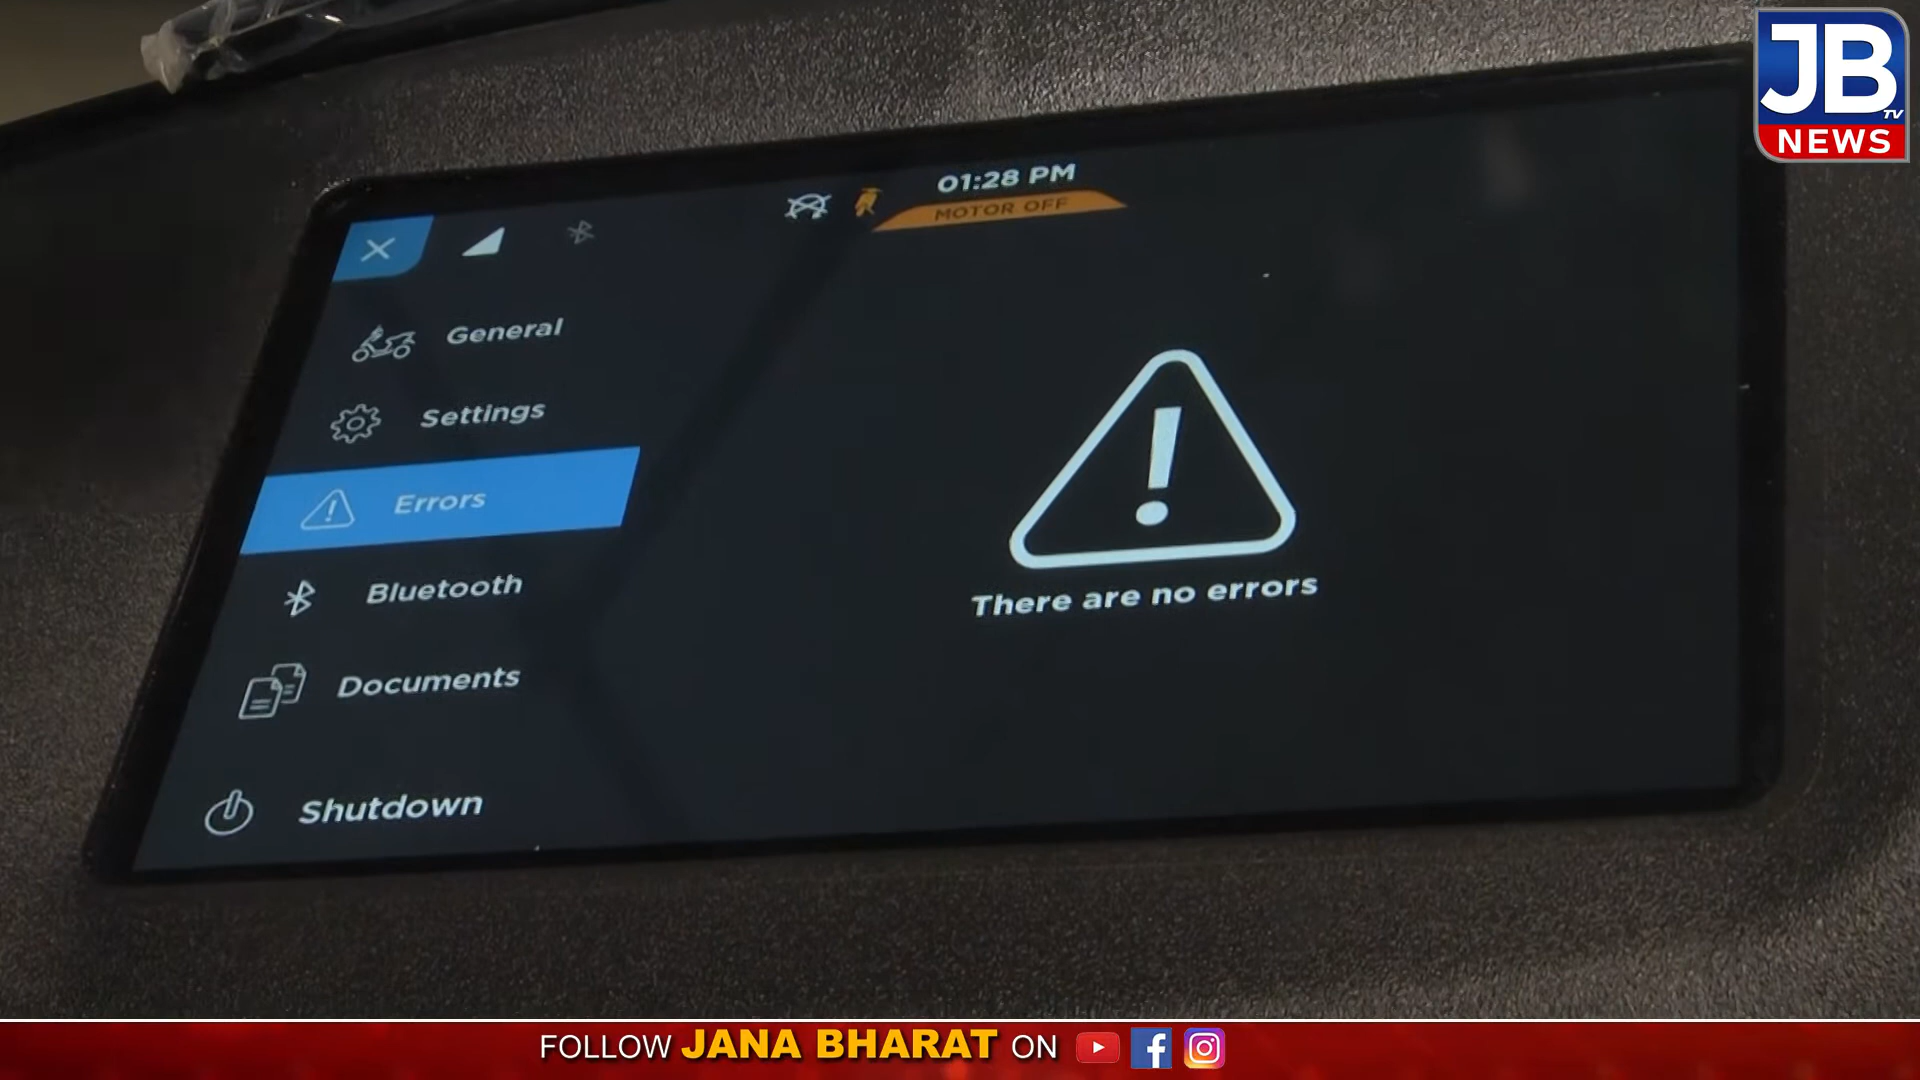 JB
TV
NEWS
01:28 PM
MOTOR OFF
General
Settings
Errors
Bluetooth
Documents
Shutdown
There are no errors
FOLLOW JANA BHARAT ON